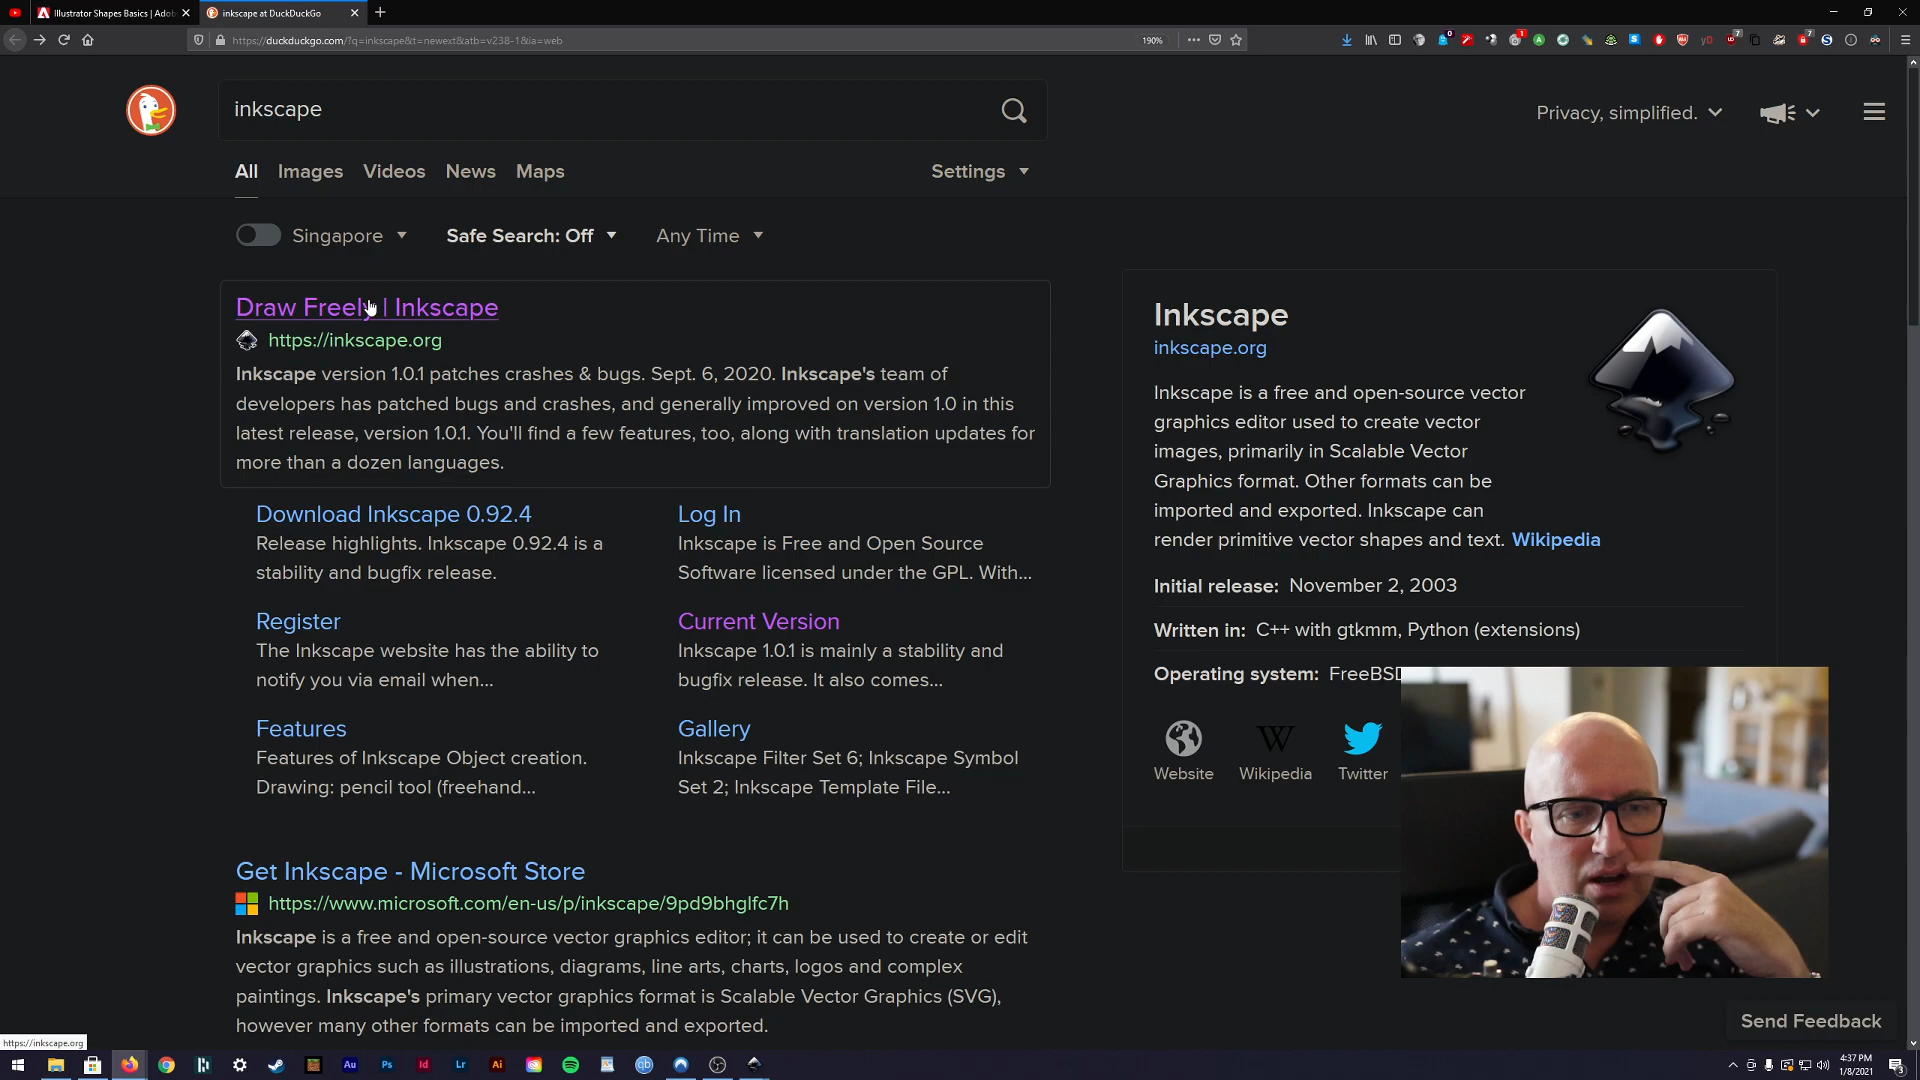 Illustrator Shapes Basics | Adob
inkscape at DuckDuckGo
https://duckduckgo.com/?q=inkscape&t=newext&atb=v238-1&ia=web
190%
inkscape
Privacy, simplified.
All Images Videos News Maps
Settings
Singapore
Safe Search: Off
Any Time
Draw Freely | Inkscape
https://inkscape.org
Inkscape version 1.0.1 patches crashes & bugs. Sept. 6, 2020. Inkscape's team of
developers has patched bugs and crashes, and generally improved on version 1.0 in this
latest release, version 1.0.1. You'll find a few features, too, along with translation updates for
more than a dozen languages.
Download Inkscape 0.92.4
Release highlights. Inkscape 0.92.4 is a
stability and bugfix release.
Log In
Inkscape is Free and Open Source
Software licensed under the GPL. With...
Register
The Inkscape website has the ability to
notify you via email when...
Current Version
Inkscape 1.0.1 is mainly a stability and
bugfix release. It also comes...
Features
Features of Inkscape Object creation.
Drawing: pencil tool (freehand...
Gallery
Inkscape Filter Set 6; Inkscape Symbol
Set 2; Inkscape Template File...
Get Inkscape - Microsoft Store
https://www.microsoft.com/en-us/p/inkscape/9pd9bhglfc7h
Inkscape is a free and open-source vector graphics editor; it can be used to create or edit
vector graphics such as illustrations, diagrams, line arts, charts, logos and complex
paintings. Inkscape's primary vector graphics format is Scalable Vector Graphics (SVG),
however many other formats can be imported and exported.
Inkscape
inkscape.org
Inkscape is a free and open-source vector
graphics editor used to create vector
images, primarily in Scalable Vector
Graphics format. Other formats can be
imported and exported. Inkscape can
render primitive vector shapes and text. Wikipedia
Initial release: November 2, 2003
Written in: C++ with gtkmm, Python (extensions)
Operating system: FreeBSD
Website
Wikipedia
Twitter
Send Feedback
https://inkscape.org
Au Ps Id Lr Ai qb
4:37 PM
1/8/2021